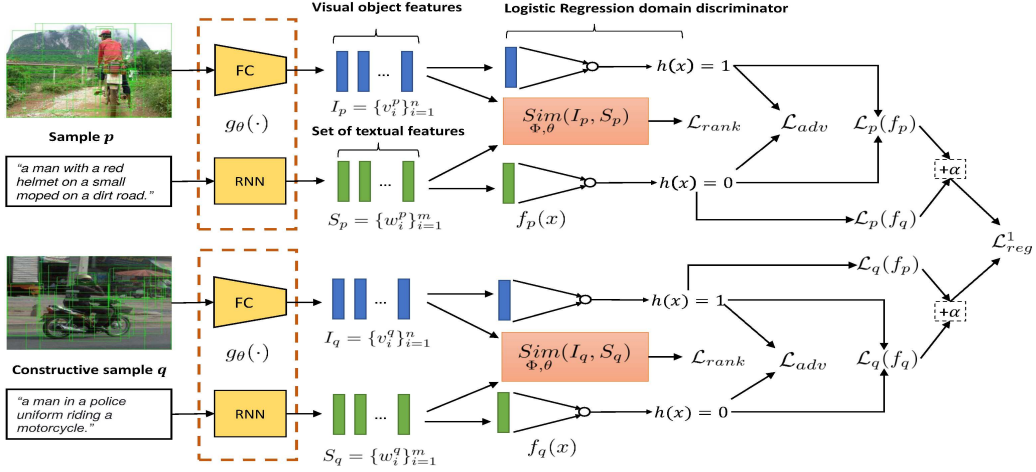 Visual object features
Logistic Regression domain discriminator
FC
...
h(x) = 1
I_p = {v_i^p}_{i=1}^n
g_θ(·)
Sample p
Set of textual features
Sim_{Φ,θ}(I_p, S_p)
ℒ_rank
ℒ_adv
ℒ_p(f_p)
"a man with a red
helmet on a small
moped on a dirt road."
RNN
...
h(x) = 0
+α
S_p = {w_i^p}_{i=1}^m
f_p(x)
ℒ_p(f_q)
ℒ_reg^1
FC
...
h(x) = 1
ℒ_q(f_p)
+α
I_q = {v_i^q}_{i=1}^n
g_θ(·)
Constructive sample q
Sim_{Φ,θ}(I_q, S_q)
ℒ_rank
ℒ_adv
ℒ_q(f_q)
"a man in a police
uniform riding a
motorcycle."
RNN
...
h(x) = 0
S_q = {w_i^q}_{i=1}^m
f_q(x)